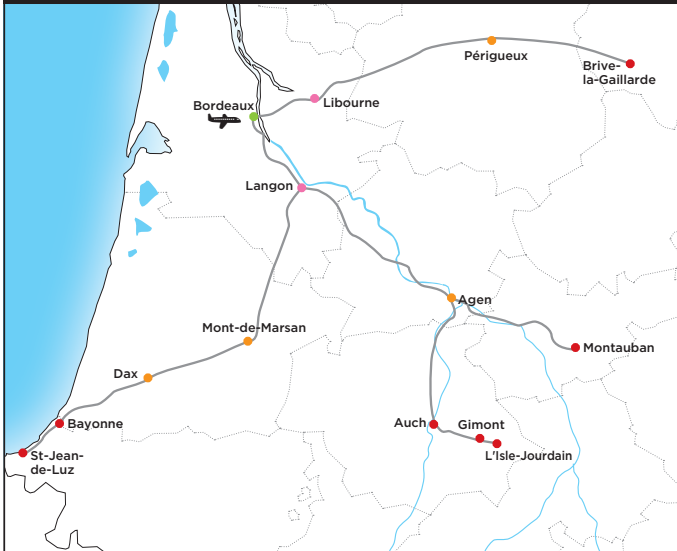 Périgueux
Brive-
la-Gaillarde
Bordeaux
Libourne
Langon
Agen
Mont-de-Marsan
Montauban
Dax
Bayonne
Auch
Gimont
L'Isle-Jourdain
St-Jean-
de-Luz